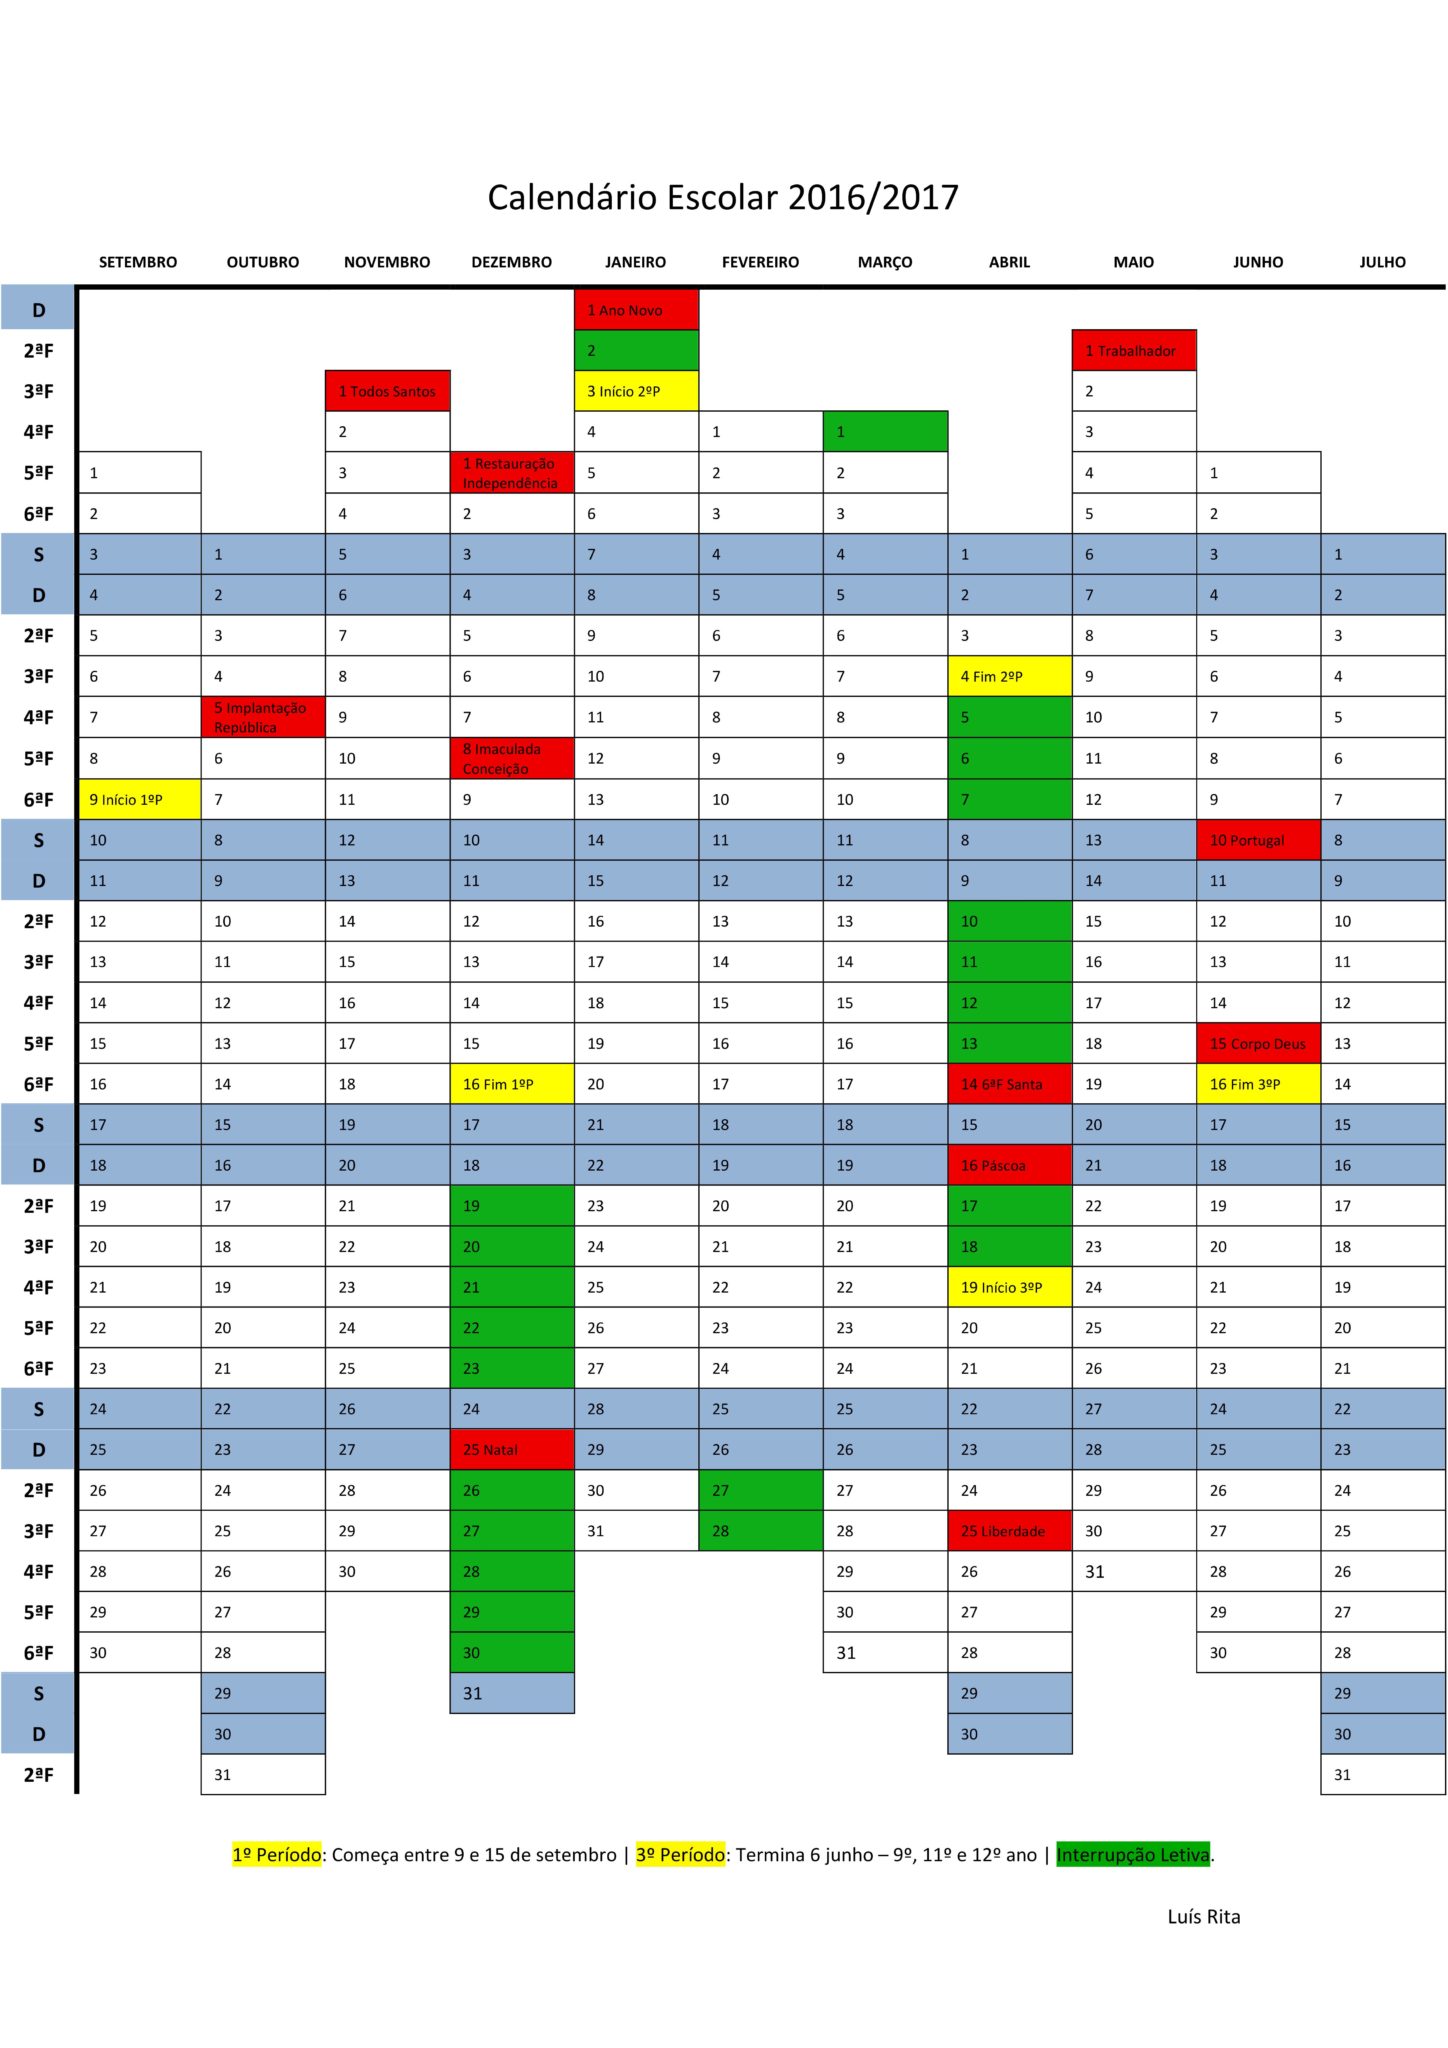 Calendário Escolar 2016/2017
SETEMBRO OUTUBRO NOVEMBRO DEZEMBRO JANEIRO FEVEREIRO MARÇO ABRIL MAIO JUNHO JULHO
D 1 Ano Novo
2ªF 2 1 Trabalhador
3ªF 1 Todos Santos 3 Início 2ºP 2
4ªF 2 4 1 1 3
5ªF 1 3 1 Restauração Independência 5 2 2 4 1
6ªF 2 4 2 6 3 3 5 2
S 3 1 5 3 7 4 4 1 6 3 1
D 4 2 6 4 8 5 5 2 7 4 2
2ªF 5 3 7 5 9 6 6 3 8 5 3
3ªF 6 4 8 6 10 7 7 4 Fim 2ºP 9 6 4
4ªF 7 5 Implantação República 9 7 11 8 8 5 10 7 5
5ªF 8 6 10 8 Imaculada Conceição 12 9 9 6 11 8 6
6ªF 9 Início 1ºP 7 11 9 13 10 10 7 12 9 7
S 10 8 12 10 14 11 11 8 13 10 Portugal 8
D 11 9 13 11 15 12 12 9 14 11 9
2ªF 12 10 14 12 16 13 13 10 15 12 10
3ªF 13 11 15 13 17 14 14 11 16 13 11
4ªF 14 12 16 14 18 15 15 12 17 14 12
5ªF 15 13 17 15 19 16 16 13 18 15 Corpo Deus 13
6ªF 16 14 18 16 Fim 1ºP 20 17 17 14 6ªF Santa 19 16 Fim 3ºP 14
S 17 15 19 17 21 18 18 15 20 17 15
D 18 16 20 18 22 19 19 16 Páscoa 21 18 16
2ªF 19 17 21 19 23 20 20 17 22 19 17
3ªF 20 18 22 20 24 21 21 18 23 20 18
4ªF 21 19 23 21 25 22 22 19 Início 3ºP 24 21 19
5ªF 22 20 24 22 26 23 23 20 25 22 20
6ªF 23 21 25 23 27 24 24 21 26 23 21
S 24 22 26 24 28 25 25 22 27 24 22
D 25 23 27 25 Natal 29 26 26 23 28 25 23
2ªF 26 24 28 26 30 27 27 24 29 26 24
3ªF 27 25 29 27 31 28 28 25 Liberdade 30 27 25
4ªF 28 26 30 28 29 26 31 28 26
5ªF 29 27 29 30 27 29 27
6ªF 30 28 30 31 28 30 28
S 29 31 29 29
D 30 30 30
2ªF 31 31
1º Período: Começa entre 9 e 15 de setembro | 3º Período: Termina 6 junho – 9º, 11º e 12º ano | Interrupção Letiva.
Luís Rita